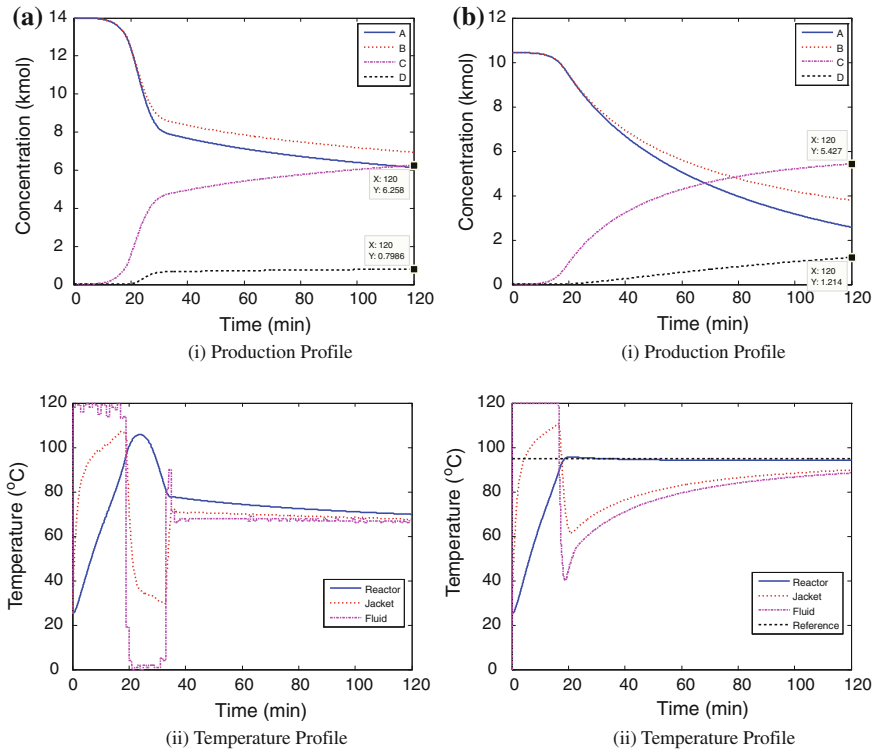 (a)
14
12
10
8
6
4
2
0
Concentration (kmol)
A
B
C
D
X: 120
Y: 6.258
X: 120
Y: 0.7986
0 20 40 60 80 100 120
Time (min)
(i) Production Profile
(b)
12
10
8
6
4
2
0
Concentration (kmol)
A
B
C
D
X: 120
Y: 5.427
X: 120
Y: 1.214
0 20 40 60 80 100 120
Time (min)
(i) Production Profile
120
100
80
60
40
20
0
Temperature (°C)
Reactor
Jacket
Fluid
0 20 40 60 80 100 120
Time (min)
(ii) Temperature Profile
120
100
80
60
40
20
0
Temperature (°C)
Reactor
Jacket
Fluid
Reference
0 20 40 60 80 100 120
Time (min)
(ii) Temperature Profile